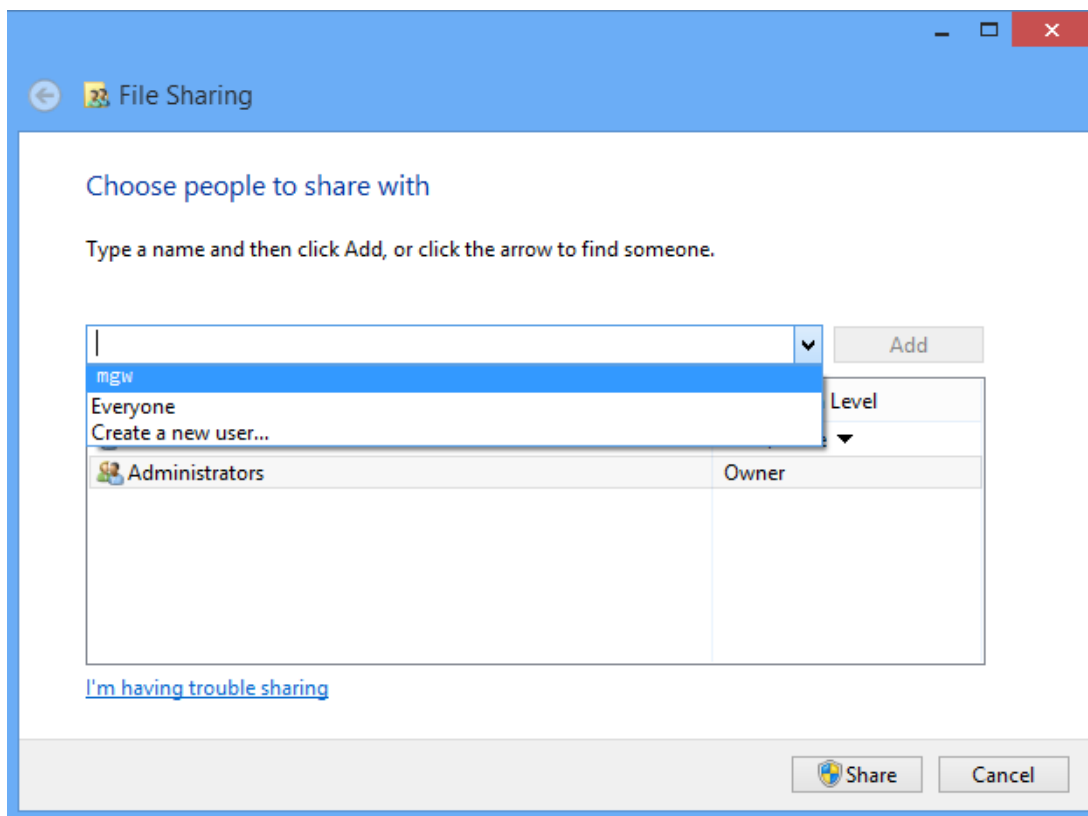 File Sharing
Choose people to share with
Type a name and then click Add, or click the arrow to find someone.
Add
mgw
Everyone
Create a new user...
Level
Administrators Owner
I'm having trouble sharing
Share Cancel